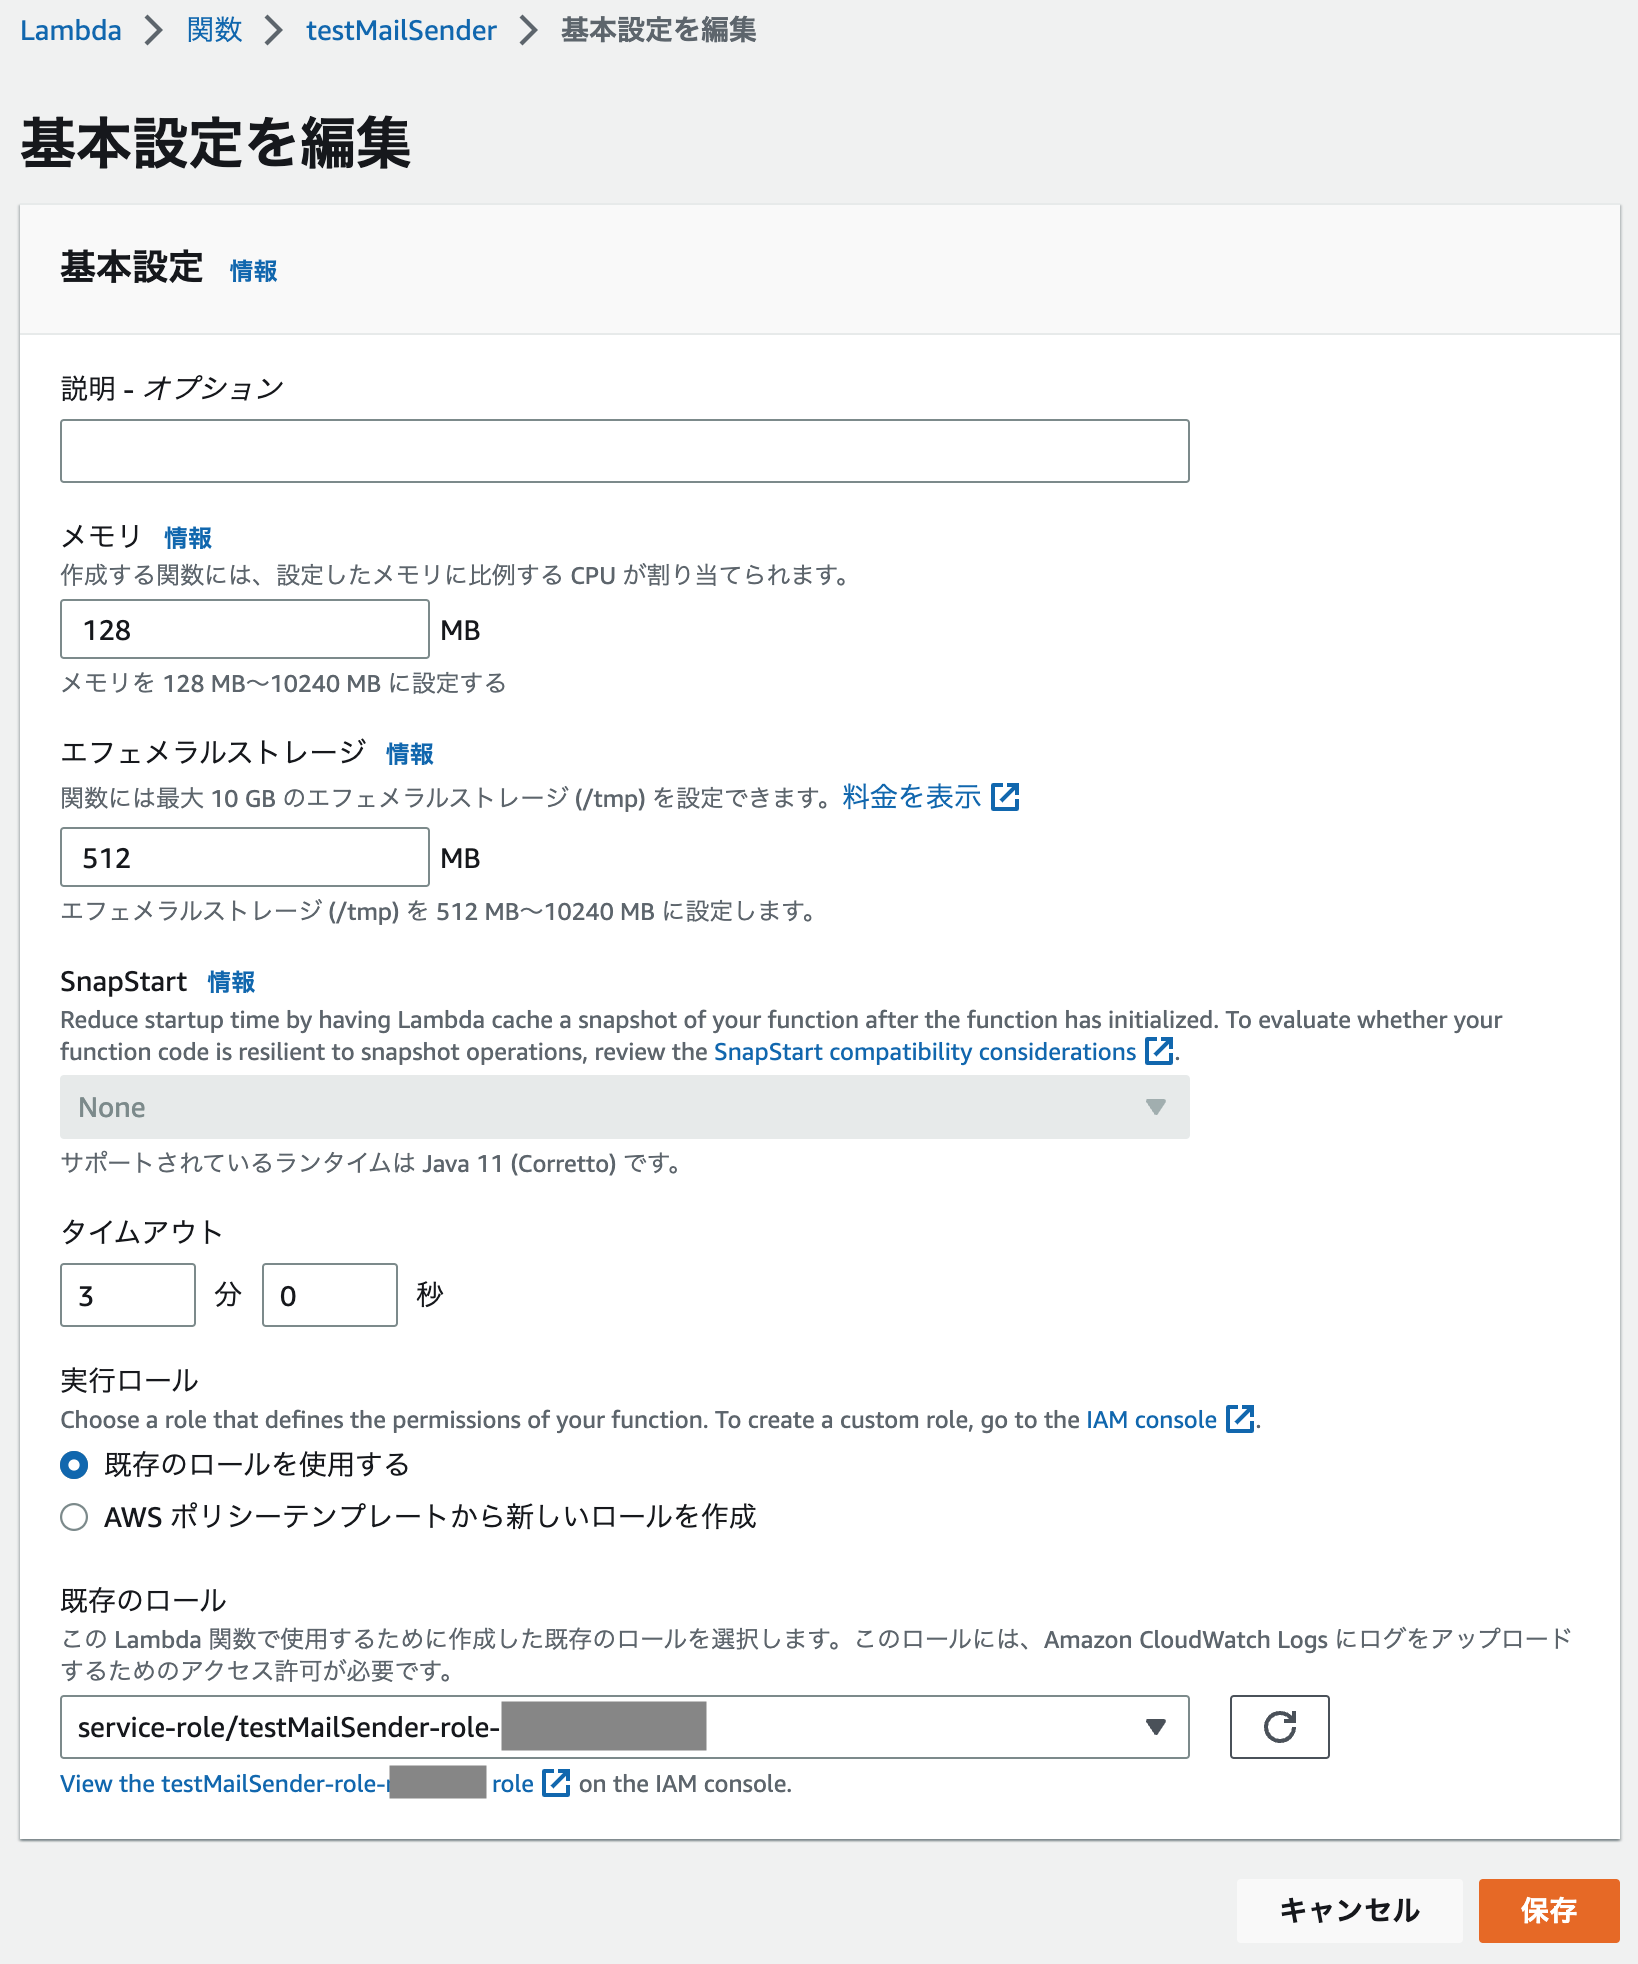 Lambda > 関数 > testMailSender > 基本設定を編集
基本設定を編集
基本設定 情報
説明 - オプション
メモリ 情報
作成する関数には、設定したメモリに比例する CPU が割り当てられます。
128 MB
メモリを 128 MB〜10240 MB に設定する
エフェメラルストレージ 情報
関数には最大 10 GB のエフェメラルストレージ (/tmp) を設定できます。料金を表示
512 MB
エフェメラルストレージ (/tmp) を 512 MB〜10240 MB に設定します。
SnapStart 情報
Reduce startup time by having Lambda cache a snapshot of your function after the function has initialized. To evaluate whether your
function code is resilient to snapshot operations, review the SnapStart compatibility considerations.
None
サポートされているランタイムは Java 11 (Corretto) です。
タイムアウト
3 分 0 秒
実行ロール
Choose a role that defines the permissions of your function. To create a custom role, go to the IAM console.
既存のロールを使用する
AWS ポリシーテンプレートから新しいロールを作成
既存のロール
この Lambda 関数で使用するために作成した既存のロールを選択します。このロールには、Amazon CloudWatch Logs にログをアップロード
するためのアクセス許可が必要です。
service-role/testMailSender-role-
View the testMailSender-role- role on the IAM console.
キャンセル 保存